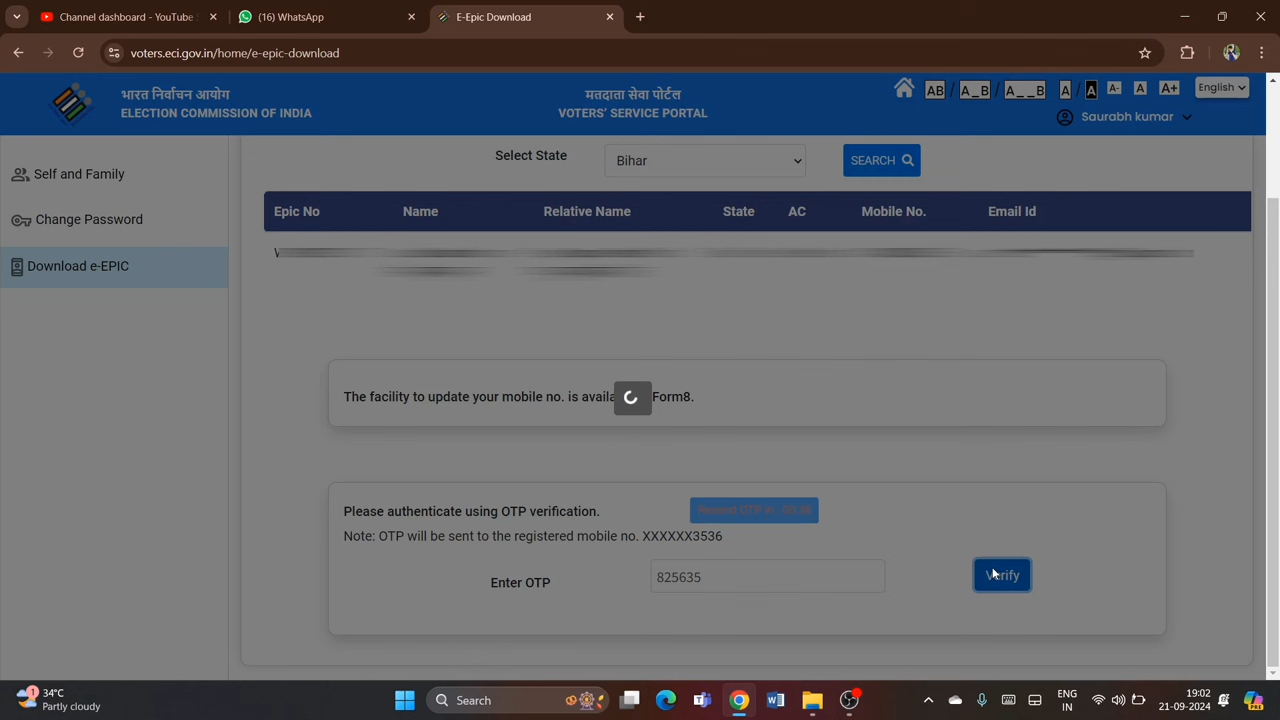 Channel dashboard - YouTube
(16) WhatsApp
E-Epic Download
voters.eci.gov.in/home/e-epic-download
भारत निर्वाचन आयोग
ELECTION COMMISSION OF INDIA
मतदाता सेवा पोर्टल
VOTERS' SERVICE PORTAL
AB / A_B / A__B A / A A- A A+
English
Saurabh kumar
Self and Family
Change Password
Download e-EPIC
Select State
Bihar
SEARCH
Epic No Name Relative Name State AC Mobile No. Email Id
The facility to update your mobile no. is Form8.
Please authenticate using OTP verification.
Resend OTP in
Note: OTP will be sent to the registered mobile no. XXXXXX3536
Enter OTP
825635
Verify
1
34°C
Partly cloudy
Search
ENG
IN
19:02
21-09-2024